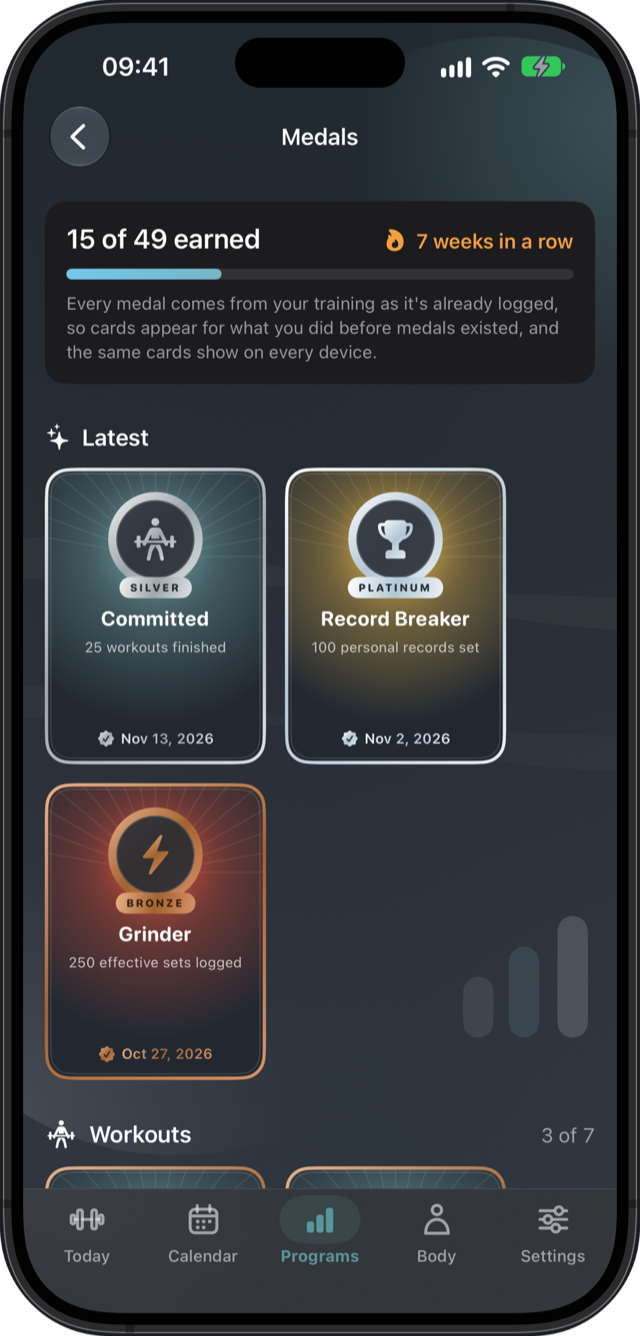 09:41
Medals
15 of 49 earned
7 weeks in a row
Every medal comes from your training as it's already logged,
so cards appear for what you did before medals existed, and
the same cards show on every device.
Latest
SILVER
Committed
25 workouts finished
Nov 13, 2026
PLATINUM
Record Breaker
100 personal records set
Nov 2, 2026
BRONZE
Grinder
250 effective sets logged
Oct 27, 2026
Workouts
3 of 7
Today
Calendar
Programs
Body
Settings